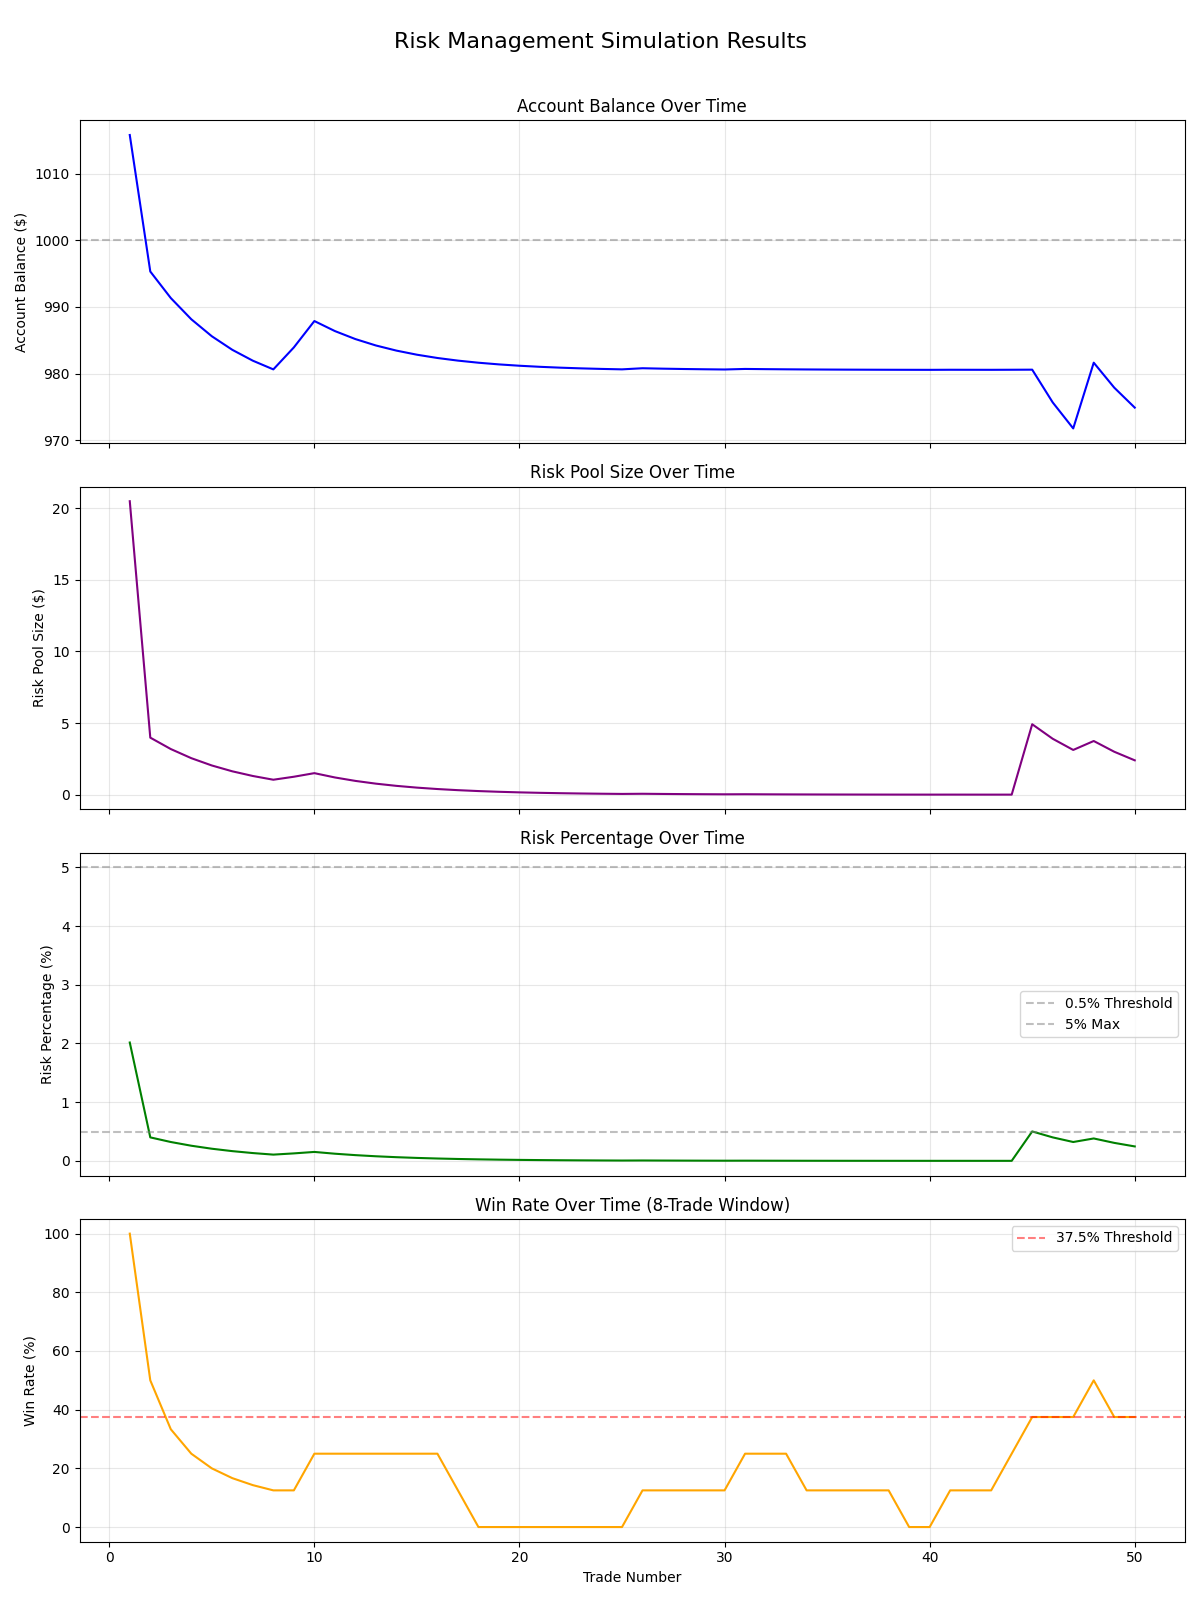 Risk Management Simulation Results
Account Balance Over Time
Account Balance ($)
1010
1000
990
980
970
Risk Pool Size Over Time
Risk Pool Size ($)
20
15
10
5
0
Risk Percentage Over Time
Risk Percentage (%)
5
4
3
2
1
0
0.5% Threshold
5% Max
Win Rate Over Time (8-Trade Window)
Win Rate (%)
100
80
60
40
20
0
37.5% Threshold
0 10 20 30 40 50
Trade Number